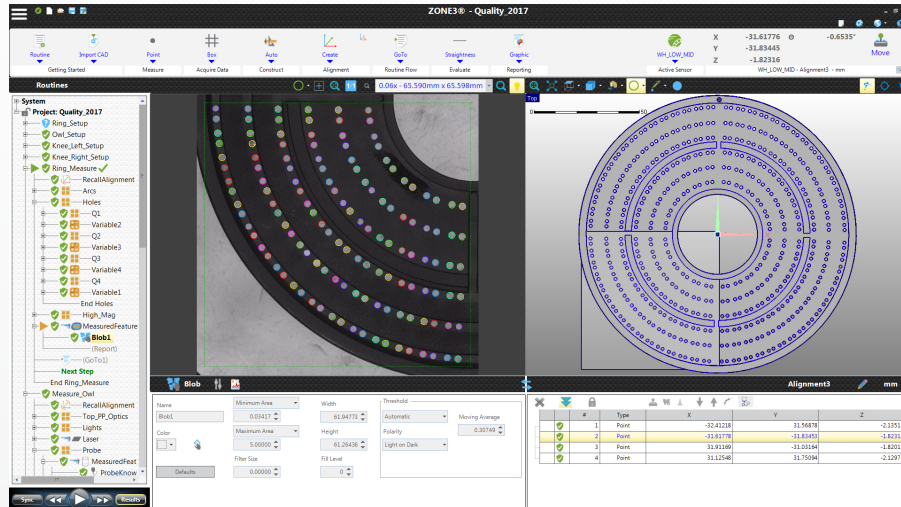 ZONE3® - Quality_2017
Routine
Import CAD
Point
Box
Auto
Create
GoTo
Straightness
Graphic
WH_LOW_MID
X -31.61776 Θ -0.6535°
Y -31.83445
Z -1.82316
Move
Getting Started
Measure
Acquire Data
Construct
Alignment
Routine Flow
Evaluate
Reporting
Active Sensor
WH_LOW_MID - Alignment3 - mm
Routines
1:1
0.06x - 65.590mm x 65.598mm
System
Project: Quality_2017
Ring_Setup
Owl_Setup
Knee_Left_Setup
Knee_Right_Setup
Ring_Measure
RecallAlignment
Arcs
Holes
Q1
Variable2
Q2
Variable3
Q3
Variable4
Q4
Variable1
End Holes
High_Mag
MeasuredFeature
Blob1
(Report)
(GoTo1)
Next Step
End Ring_Measure
Measure_Owl
RecallAlignment
Top_PP_Optics
Lights
Laser
Probe
MeasuredFeat
ProbeKnow
Sync
Results
Top
0
50
Blob
Name
Blob1
Color
Defaults
Minimum Area
0.03417
Maximum Area
5.00000
Filter Size
0.00000
Width
61.94773
Height
61.26436
Fill Level
0
Threshold
Automatic
Polarity
Light on Dark
Moving Average
0.30749
Alignment3
mm
# Type X Y Z
1 Point -32.41218 31.56878 -2.1351
2 Point -31.61778 -31.83453 -1.8231
3 Point 31.91169 -31.03164 -1.8201
4 Point 31.12548 31.75094 -2.1297